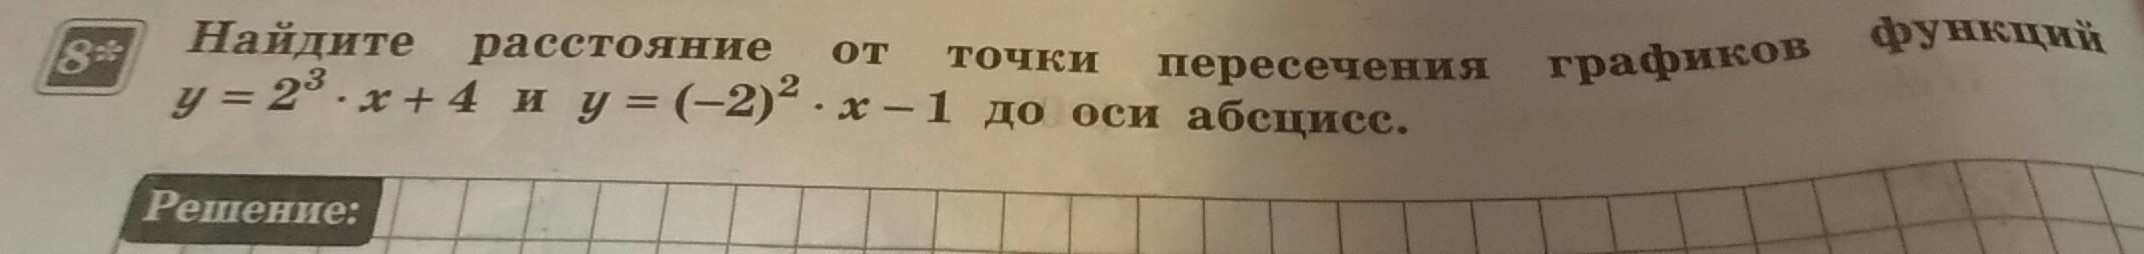 8* Найдите расстояние от точки пересечения графиков функций
y = 2³ · x + 4 и y = (−2)² · x − 1 до оси абсцисс.
Решение: